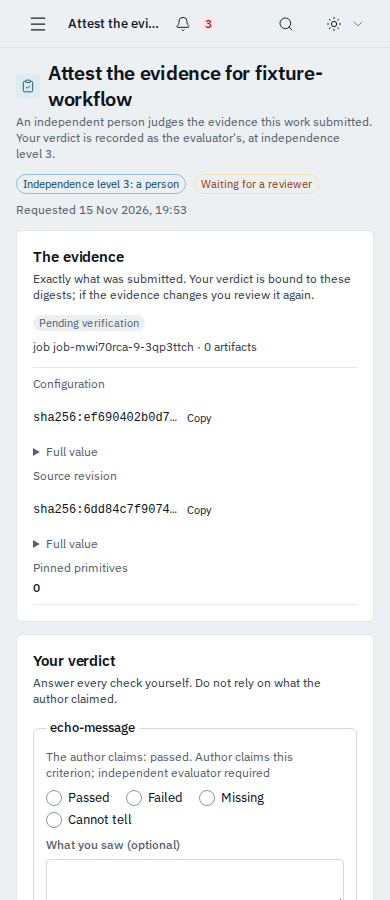 Attest the evi...
3
Attest the evidence for fixture-
workflow
An independent person judges the evidence this work submitted.
Your verdict is recorded as the evaluator's, at independence
level 3.
Independence level 3: a person
Waiting for a reviewer
Requested 15 Nov 2026, 19:53
The evidence
Exactly what was submitted. Your verdict is bound to these
digests; if the evidence changes you review it again.
Pending verification
job job-mwi70rca-9-3qp3ttch · 0 artifacts
Configuration
sha256:ef690402b0d7… Copy
Full value
Source revision
sha256:6dd84c7f9074… Copy
Full value
Pinned primitives
0
Your verdict
Answer every check yourself. Do not rely on what the
author claimed.
echo-message
The author claims: passed. Author claims this
criterion; independent evaluator required
Passed Failed Missing
Cannot tell
What you saw (optional)